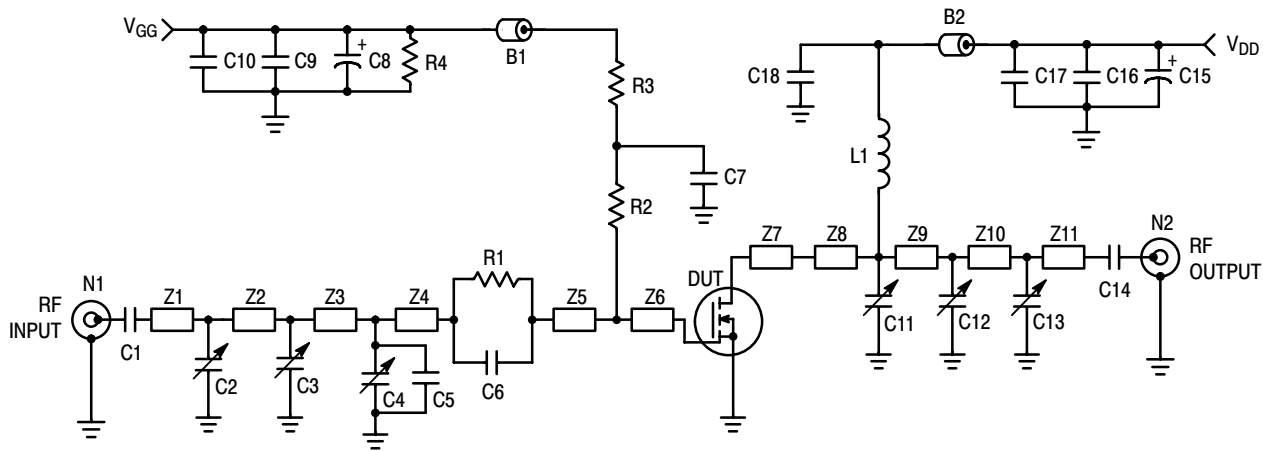 VGG
C10
C9
+
C8
R4
B1
R3
C7
R2
B2
VDD
C18
C17
C16
+
C15
L1
N1
RF
INPUT
C1
Z1
Z2
Z3
Z4
R1
C6
Z5
Z6
C2
C3
C4
C5
DUT
Z7
Z8
Z9
Z10
Z11
C11
C12
C13
C14
N2
RF
OUTPUT